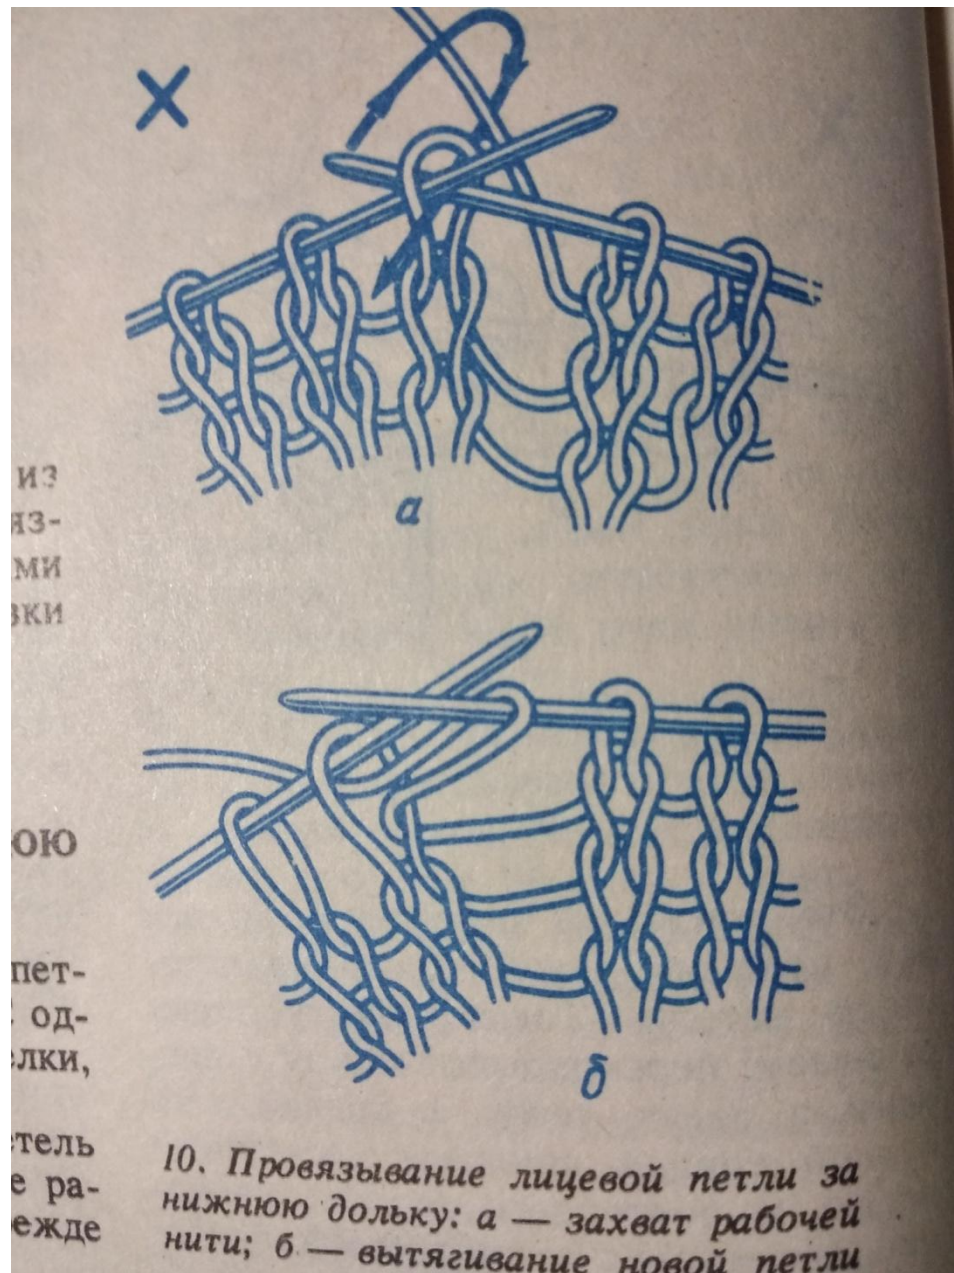 ×
а
из
яз-
ми
зки
ою
пет-
од-
елки,
тель
е ра-
ежде
б
10. Провязывание лицевой петли за
нижнюю дольку: а — захват рабочей
нити; б — вытягивание новой петли